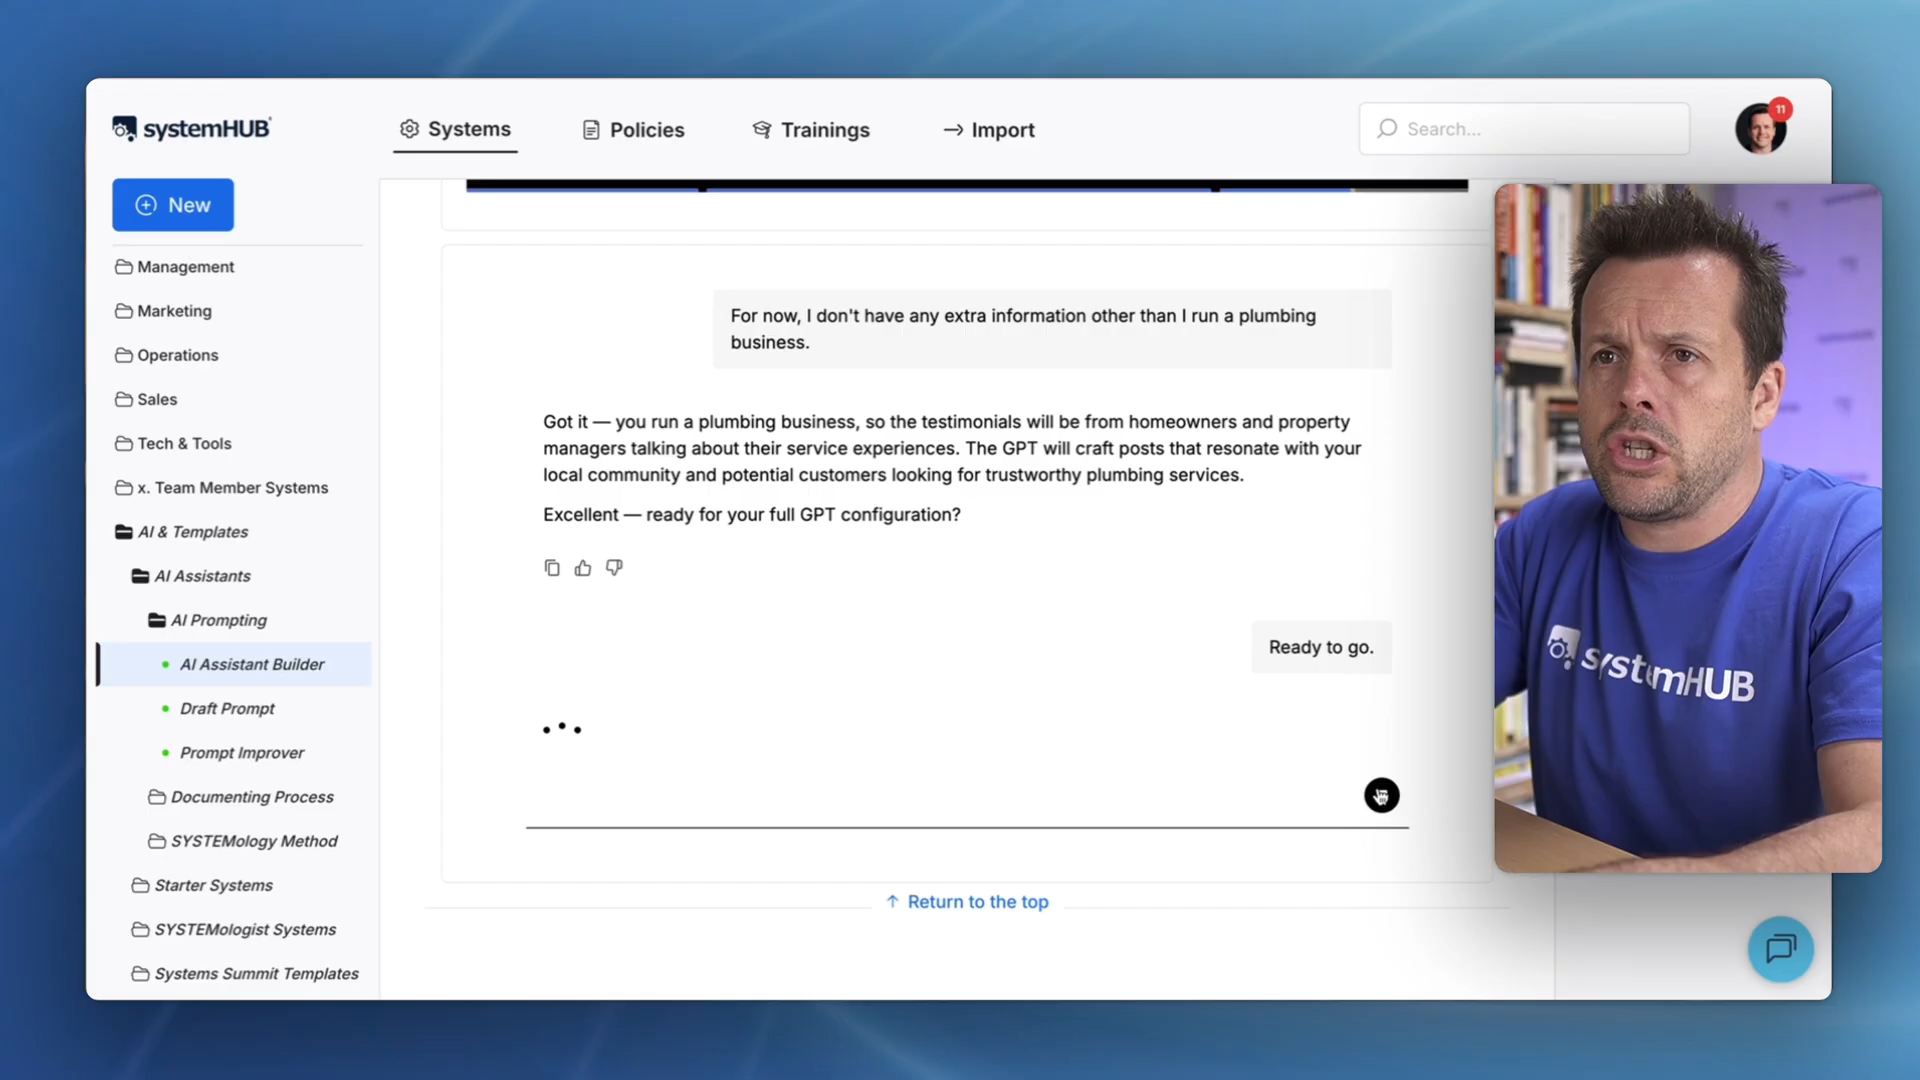 systemHUB
Systems
Policies
Trainings
Import
Search...
11
New
Management
Marketing
Operations
Sales
Tech & Tools
x. Team Member Systems
AI & Templates
AI Assistants
AI Prompting
AI Assistant Builder
Draft Prompt
Prompt Improver
Documenting Process
SYSTEMology Method
Starter Systems
SYSTEMologist Systems
Systems Summit Templates
For now, I don't have any extra information other than I run a plumbing
business.
Got it — you run a plumbing business, so the testimonials will be from homeowners and property
managers talking about their service experiences. The GPT will craft posts that resonate with your
local community and potential customers looking for trustworthy plumbing services.
Excellent — ready for your full GPT configuration?
Ready to go.
Return to the top
systemHUB